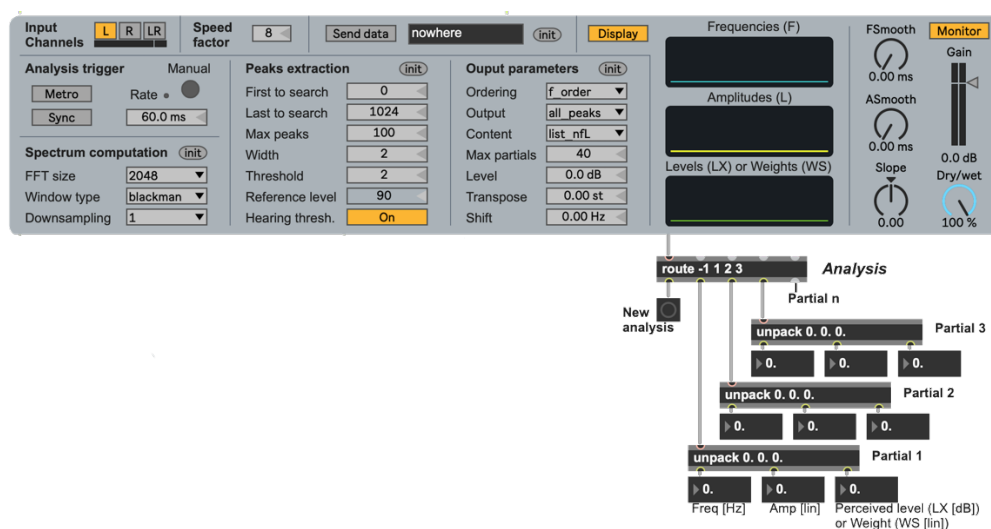 Input
Channels
L R LR
Speed
factor
8
Send data
nowhere
init
Display
Analysis trigger
Manual
Metro
Rate
Sync
60.0 ms
Spectrum computation
init
FFT size
2048
Window type
blackman
Downsampling
1
Peaks extraction
init
First to search
0
Last to search
1024
Max peaks
100
Width
2
Threshold
2
Reference level
90
Hearing thresh.
On
Ouput parameters
init
Ordering
f_order
Output
all_peaks
Content
list_nfL
Max partials
40
Level
0.0 dB
Transpose
0.00 st
Shift
0.00 Hz
Frequencies (F)
Amplitudes (L)
Levels (LX) or Weights (WS)
FSmooth
0.00 ms
ASmooth
0.00 ms
Slope
0.00
Monitor
Gain
0.0 dB
Dry/wet
100 %
route -1 1 2 3
Analysis
Partial n
New
analysis
unpack 0. 0. 0.
Partial 3
0. 0. 0.
unpack 0. 0. 0.
Partial 2
0. 0. 0.
unpack 0. 0. 0.
Partial 1
0. 0. 0.
Freq [Hz]
Amp [lin]
Perceived level (LX [dB])
or Weight (WS [lin])